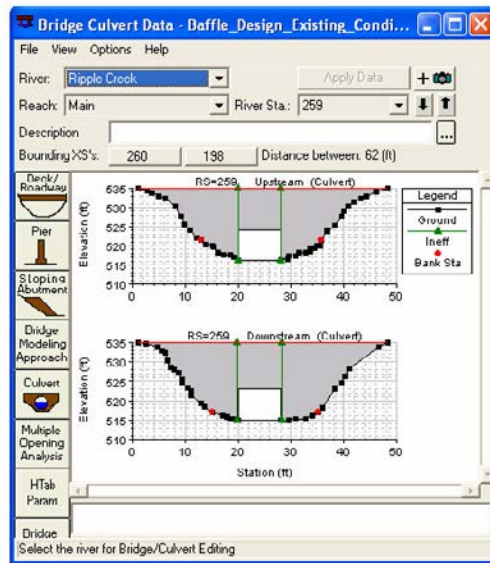 Bridge Culvert Data - Baffle_Design_Existing_Condi...
File View Options Help
River: Ripple Creek Apply Data
Reach: Main River Sta.: 259
Description ...
Bounding XS's: 260 198 Distance between: 62 (ft)
Deck/
Roadway
Pier
Sloping
Abutment
Bridge
Modeling
Approach
Culvert
Multiple
Opening
Analysis
HTab
Param.
Bridge
RS=259 Upstream (Culvert)
Elevation (ft)
535
530
525
520
515
510
0 10 20 30 40 50
Legend
Ground
Ineff
Bank Sta
RS=259 Downstream (Culvert)
Elevation (ft)
535
530
525
520
515
510
0 10 20 30 40 50
Station (ft)
Select the river for Bridge/Culvert Editing